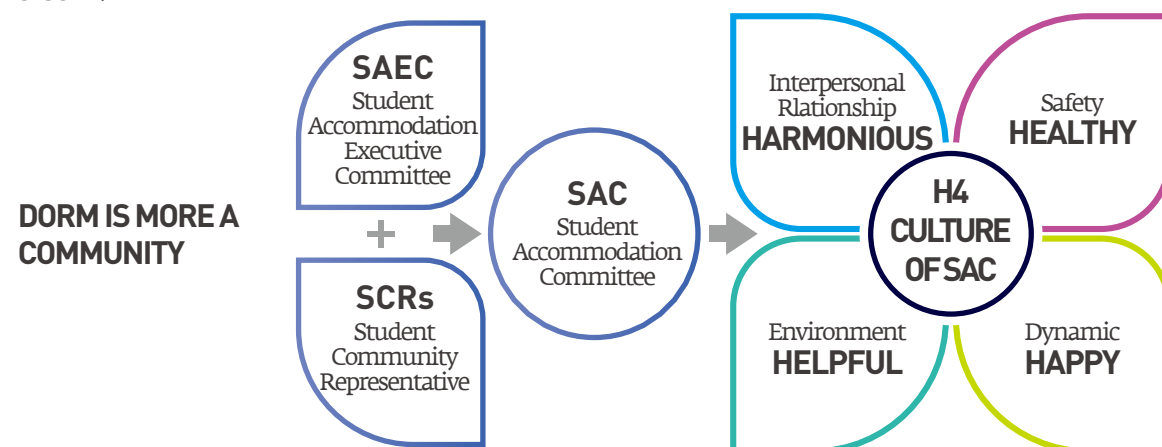 DORM IS MORE A
COMMUNITY
SAEC
Student
Accommodation
Executive
Committee
SCRs
Student
Community
Representative
SAC
Student
Accommodation
Committee
Interpersonal
Rlationship
HARMONIOUS
Safety
HEALTHY
H4
CULTURE
OF SAC
Environment
HELPFUL
Dynamic
HAPPY